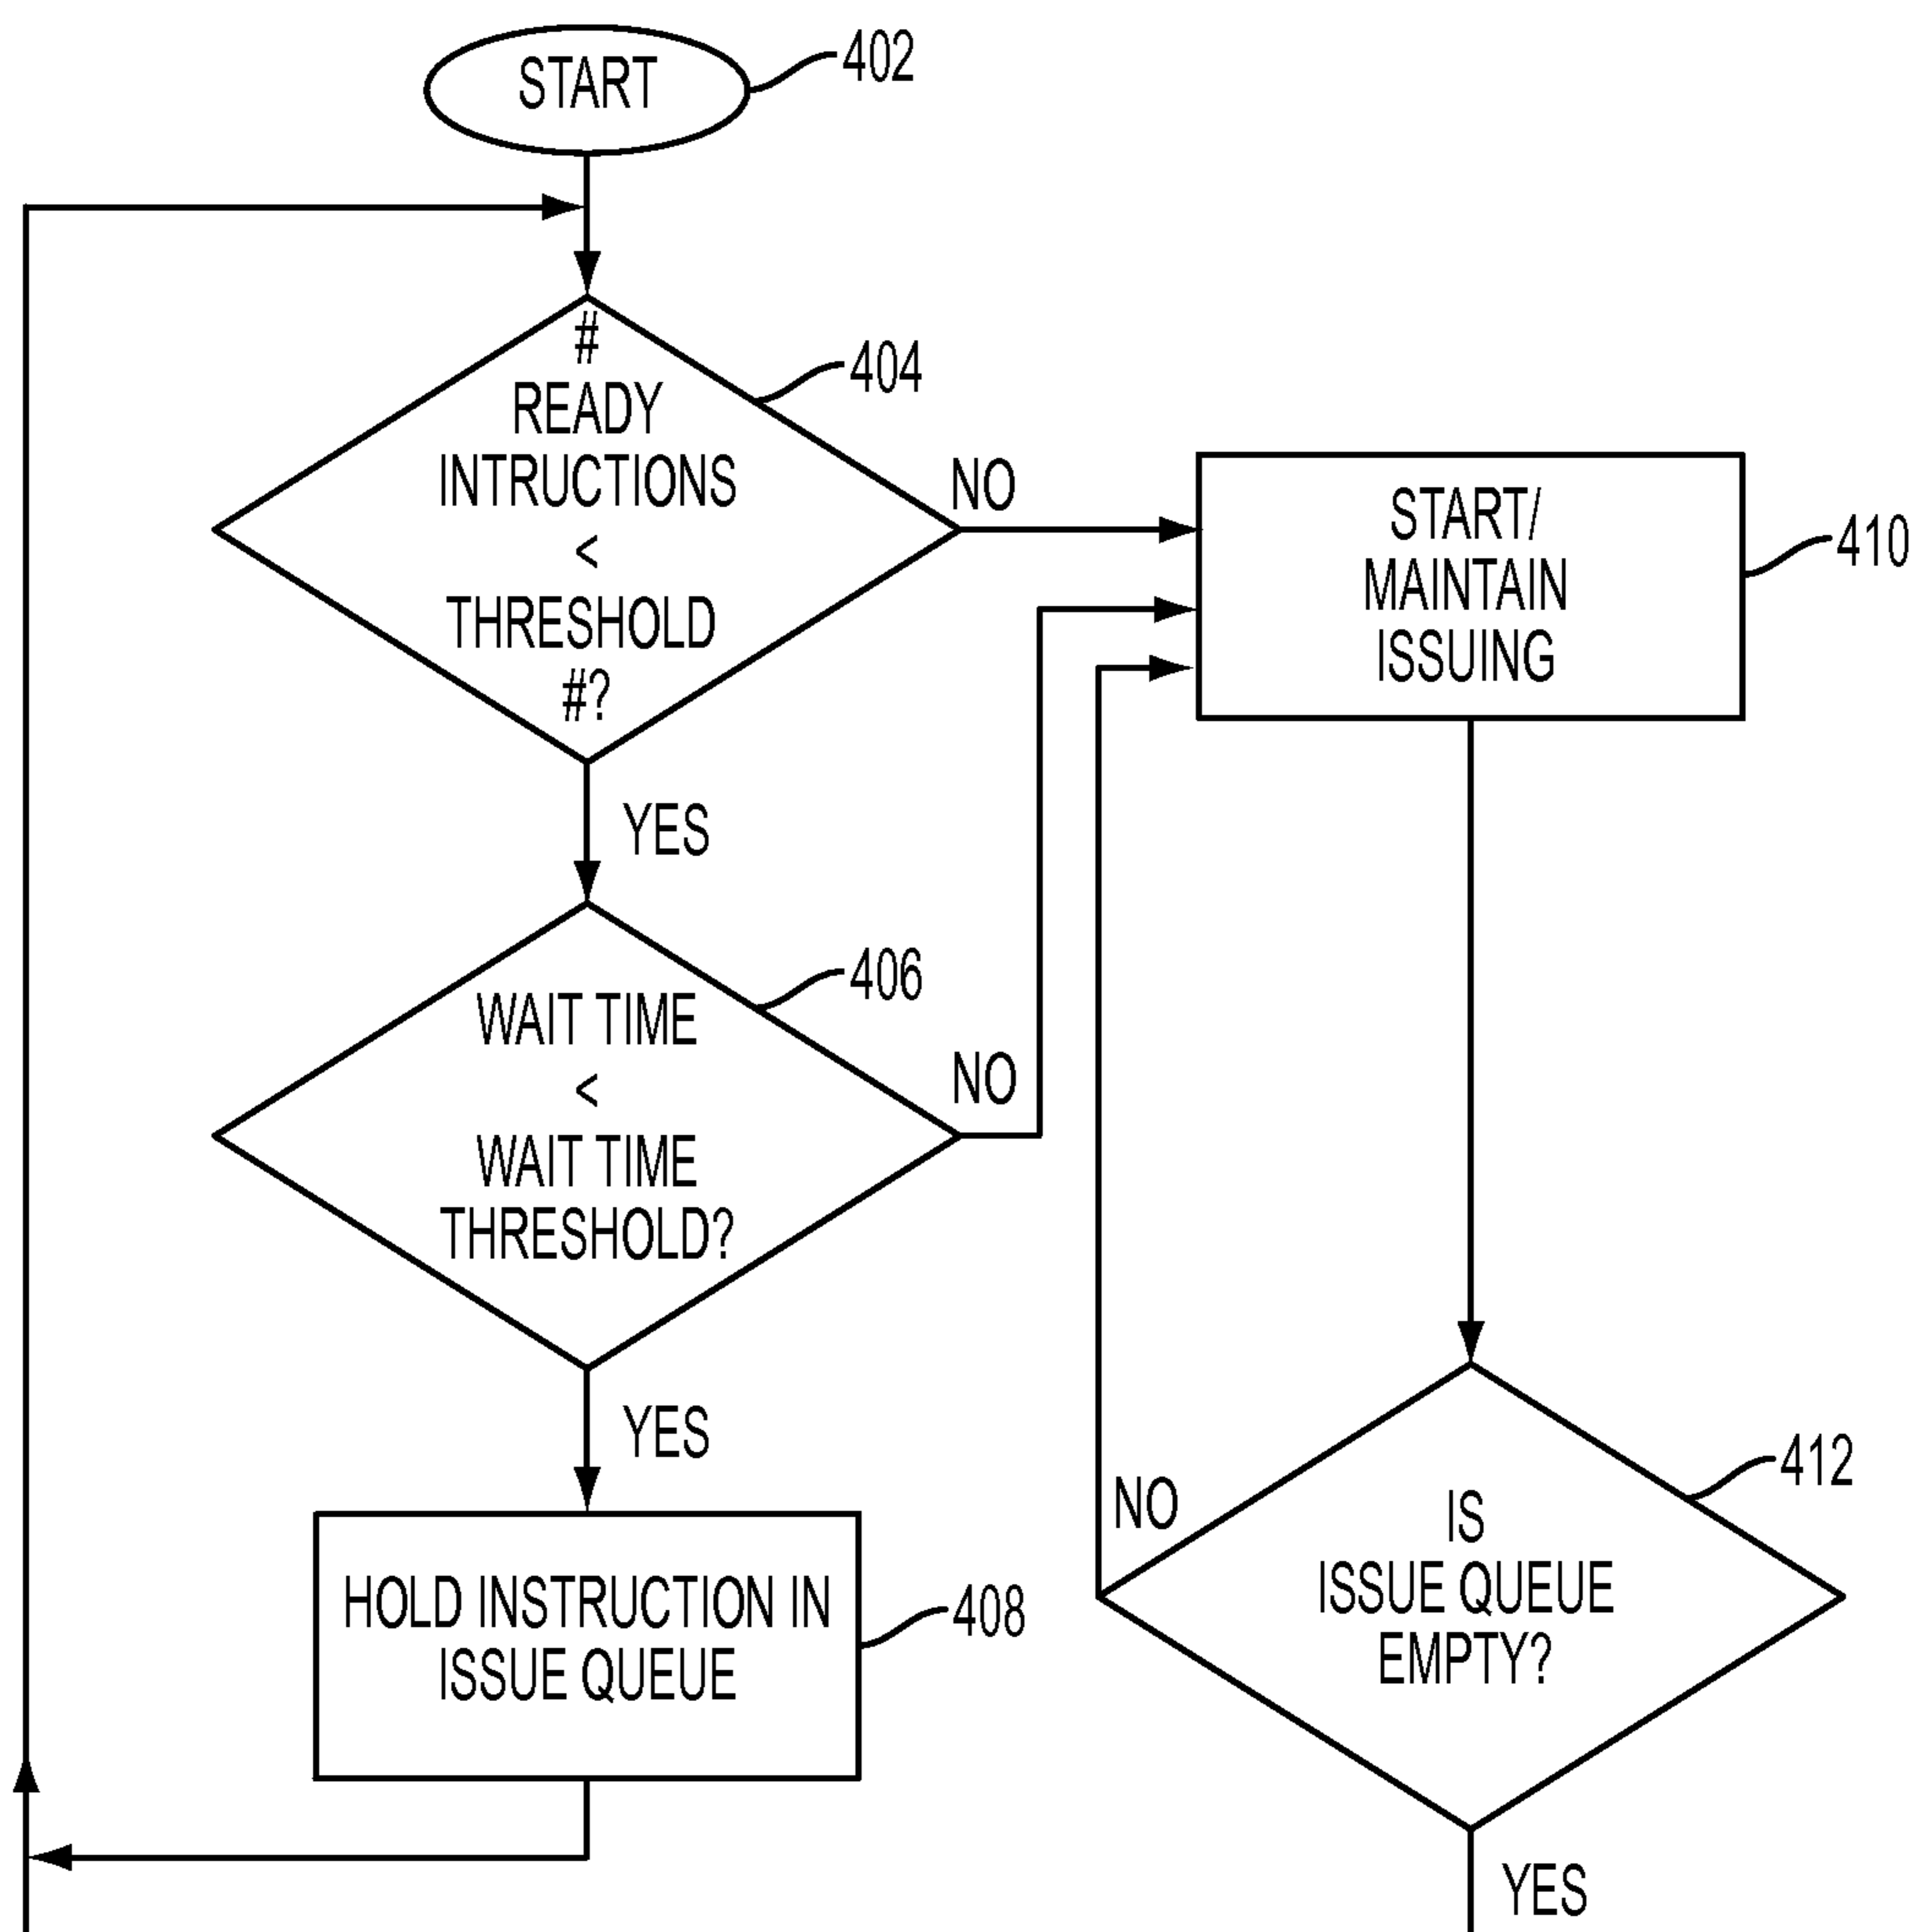 START
402
#
READY
INTRUCTIONS
<
THRESHOLD
#?
404
NO
YES
START/
MAINTAIN
ISSUING
410
WAIT TIME
<
WAIT TIME
THRESHOLD?
406
NO
YES
HOLD INSTRUCTION IN
ISSUE QUEUE
408
IS
ISSUE QUEUE
EMPTY?
412
NO
YES